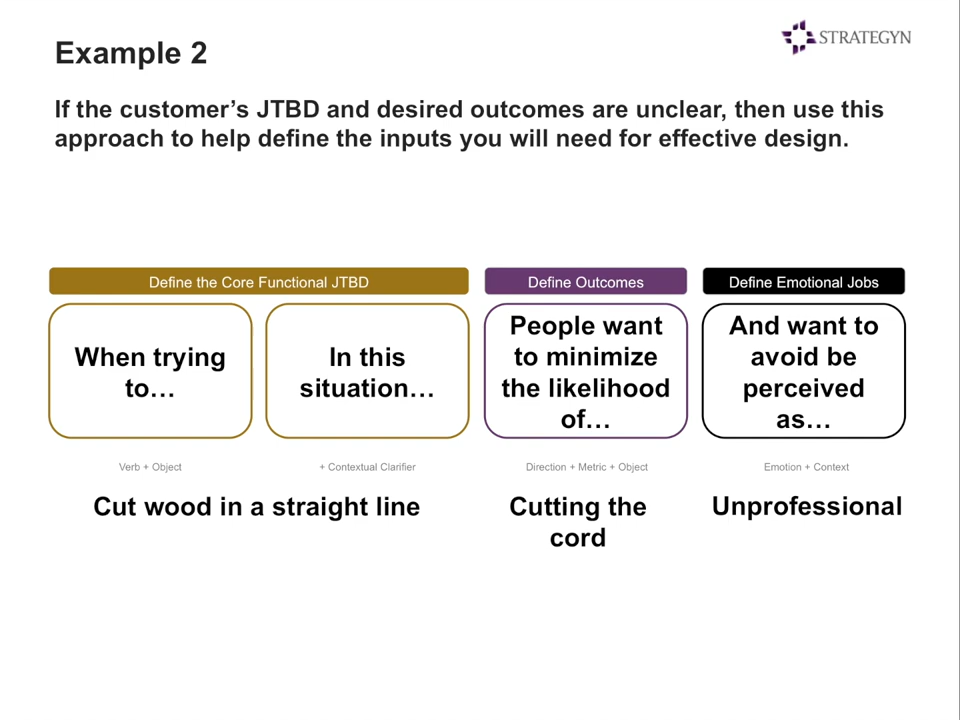 Example 2
STRATEGYN
If the customer’s JTBD and desired outcomes are unclear, then use this
approach to help define the inputs you will need for effective design.
Define the Core Functional JTBD
When trying
to…
In this
situation…
Verb + Object
+ Contextual Clarifier
Cut wood in a straight line
Define Outcomes
People want
to minimize
the likelihood
of…
Direction + Metric + Object
Cutting the
cord
Define Emotional Jobs
And want to
avoid be
perceived
as…
Emotion + Context
Unprofessional